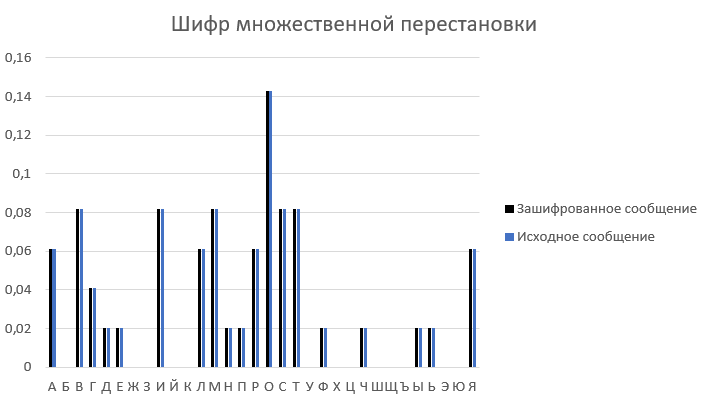 Шифр множественной перестановки
0,16
0,14
0,12
0,1
0,08
0,06
0,04
0,02
0
А Б В Г Д Е Ж З И Й К Л М Н П Р О С Т У Ф Х Ц Ч Ш Щ Ъ Ы Ь Э Ю Я
Зашифрованное сообщение
Исходное сообщение